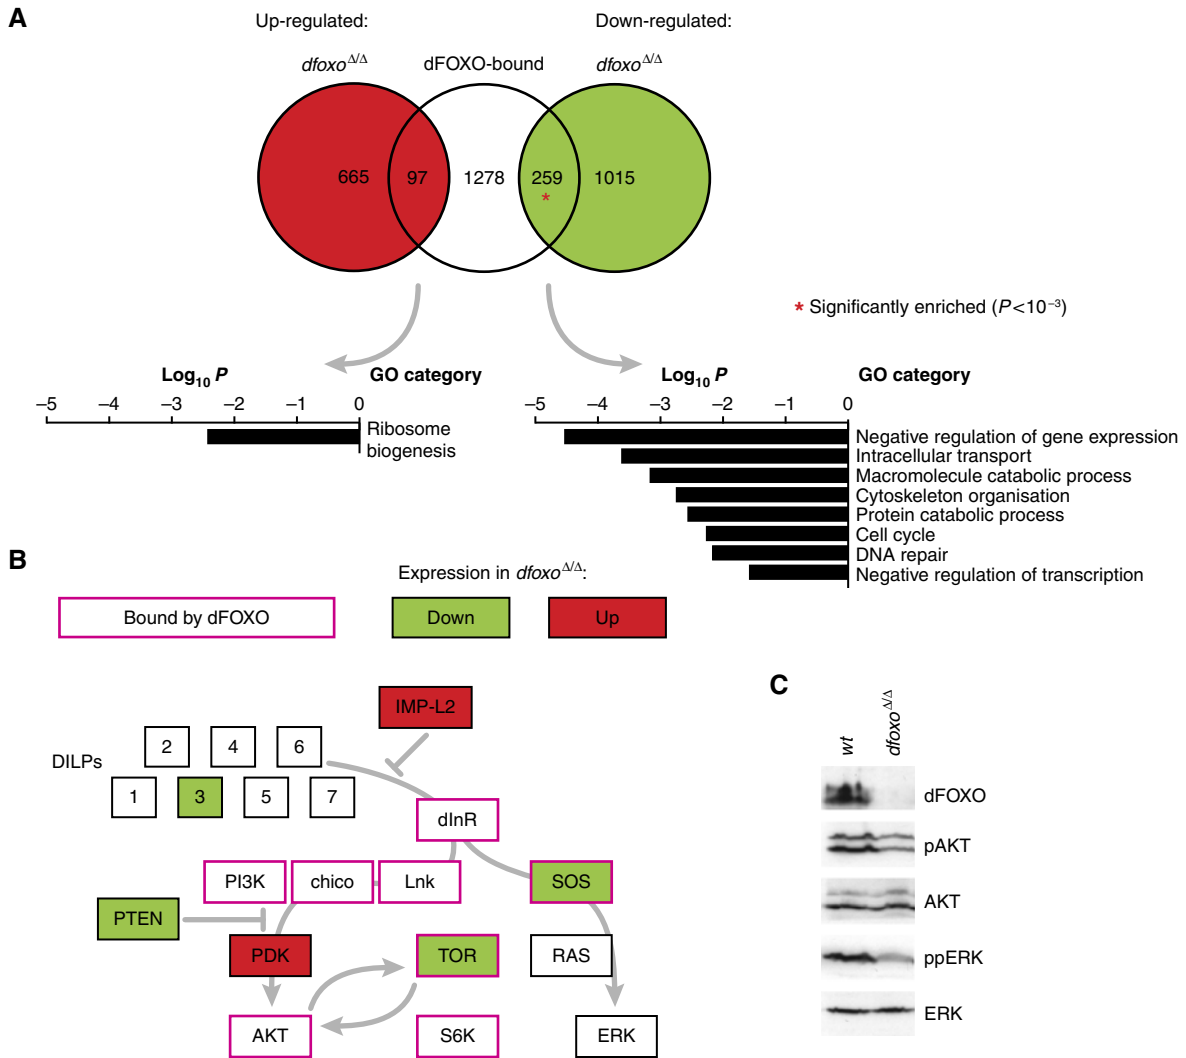 A
Up-regulated:
Down-regulated:
dfoxoΔ/Δ
dFOXO-bound
dfoxoΔ/Δ
665
97
1278
259
1015
*
* Significantly enriched (P<10⁻³)
Log₁₀ P
GO category
−5 −4 −3 −2 −1 0
Ribosome
biogenesis
Log₁₀ P
GO category
−5 −4 −3 −2 −1 0
Negative regulation of gene expression
Intracellular transport
Macromolecule catabolic process
Cytoskeleton organisation
Protein catabolic process
Cell cycle
DNA repair
Negative regulation of transcription
B
Expression in dfoxoΔ/Δ:
Bound by dFOXO
Down
Up
IMP-L2
DILPs
2
4
6
1
3
5
7
dInR
PI3K
chico
Lnk
SOS
PTEN
PDK
TOR
RAS
AKT
S6K
ERK
C
wt
dfoxoΔ/Δ
dFOXO
pAKT
AKT
ppERK
ERK